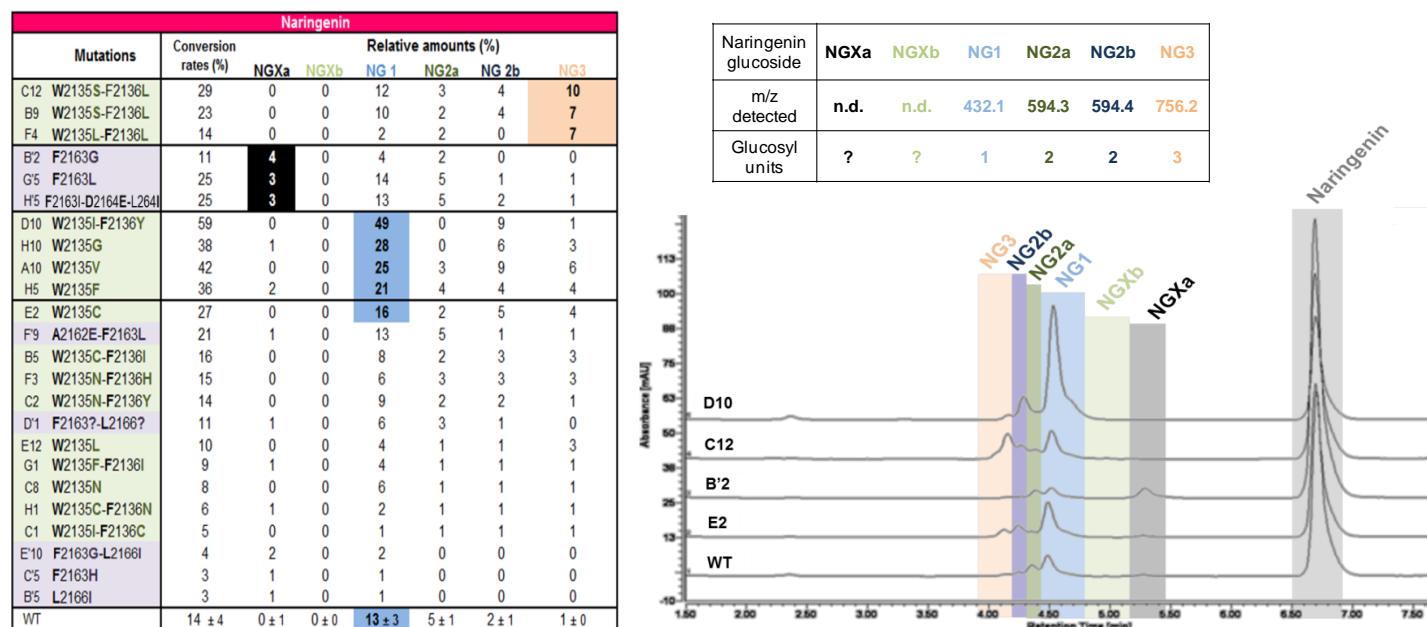 Naringenin
Mutations Conversion rates (%) Relative amounts (%)
NGXa NGXb NG 1 NG2a NG 2b NG3
C12 W2135S-F2136L 29 0 0 12 3 4 10
B9 W2135S-F2136L 23 0 0 10 2 4 7
F4 W2135L-F2136L 14 0 0 2 2 0 7
B'2 F2163G 11 4 0 4 2 0 0
G'5 F2163L 25 3 0 14 5 1 1
H'5 F2163I-D2164E-L264I 25 3 0 13 5 2 1
D10 W2135I-F2136Y 59 0 0 49 0 9 1
H10 W2135G 38 1 0 28 0 6 3
A10 W2135V 42 0 0 25 3 9 6
H5 W2135F 36 2 0 21 4 4 4
E2 W2135C 27 0 0 16 2 5 4
F'9 A2162E-F2163L 21 1 0 13 5 1 1
B5 W2135C-F2136I 16 0 0 8 2 3 3
F3 W2135N-F2136H 15 0 0 6 3 3 3
C2 W2135N-F2136Y 14 0 0 9 2 2 1
D'1 F2163?-L2166? 11 1 0 6 3 1 0
E12 W2135L 10 0 0 4 1 1 3
G1 W2135F-F2136I 9 1 0 4 1 1 1
C8 W2135N 8 0 0 6 1 1 1
H1 W2135C-F2136N 6 1 0 2 1 1 1
C1 W2135I-F2136C 5 0 0 1 1 1 1
E'10 F2163G-L2166I 4 2 0 2 0 0 0
C'5 F2163H 3 1 0 1 0 0 0
B'5 L2166I 3 1 0 1 0 0 0
WT 14 ± 4 0 ± 1 0 ± 0 13 ± 3 5 ± 1 2 ± 1 1 ± 0
Naringenin glucoside NGXa NGXb NG1 NG2a NG2b NG3
m/z detected n.d. n.d. 432.1 594.3 594.4 756.2
Glucosyl units ? ? 1 2 2 3
NG3 NG2b NG2a NG1 NGXb NGXa Naringenin
Absorbance [mAU]
113
100
88
75
63
50
38
25
13
-1
-10
D10
C12
B'2
E2
WT
1.50 2.00 2.50 3.00 3.50 4.00 4.50 5.00 5.50 6.00 6.50 7.00 7.50
Retention Time [min]